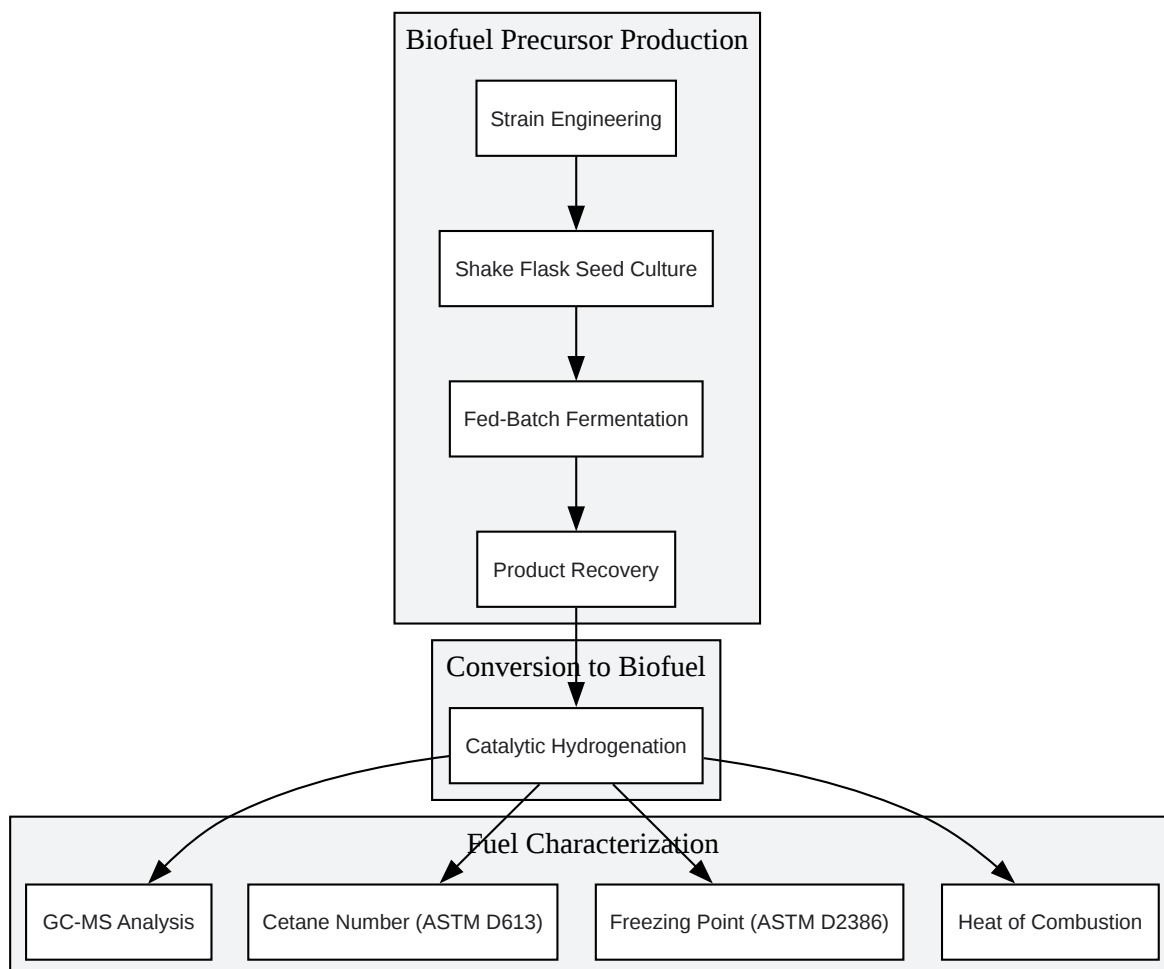 Biofuel Precursor Production
Strain Engineering
Shake Flask Seed Culture
Fed-Batch Fermentation
Product Recovery
Conversion to Biofuel
Catalytic Hydrogenation
Fuel Characterization
GC-MS Analysis
Cetane Number (ASTM D613)
Freezing Point (ASTM D2386)
Heat of Combustion